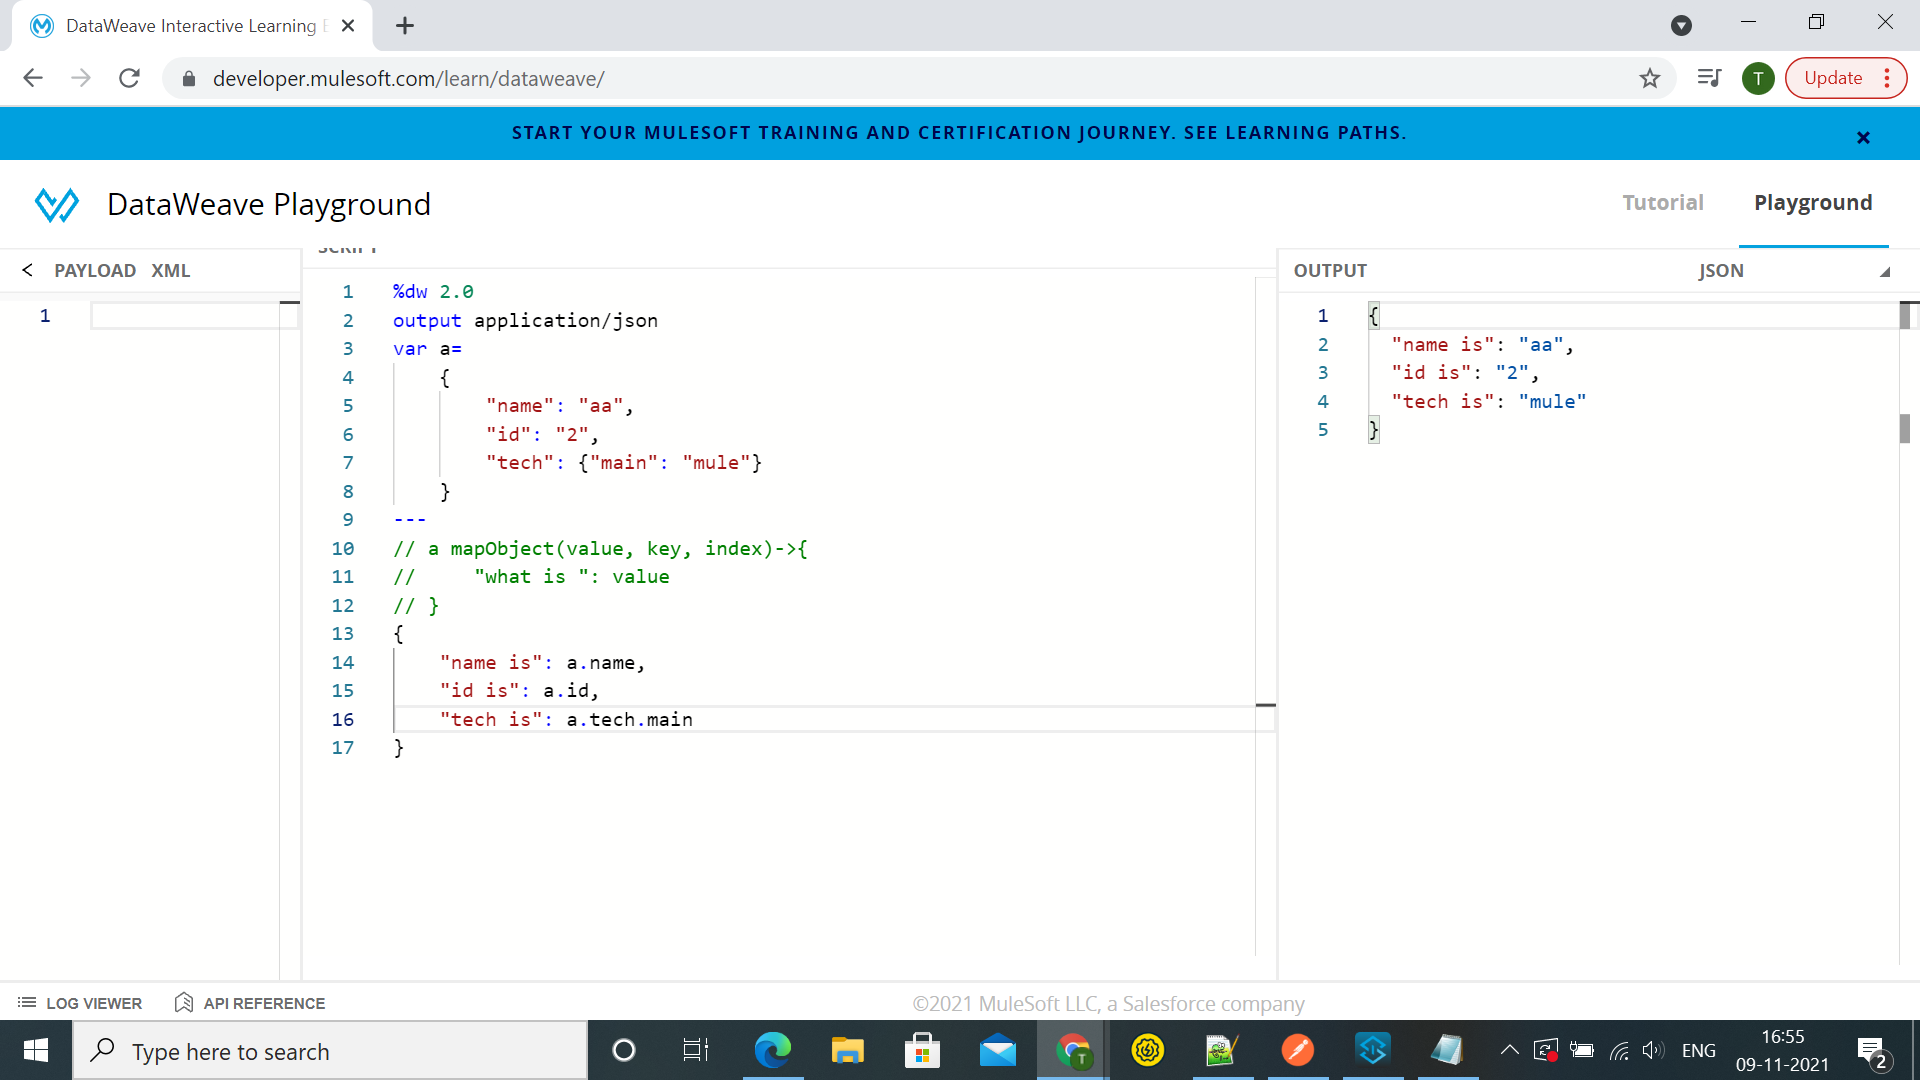 DataWeave Interactive Learning
developer.mulesoft.com/learn/dataweave/
T
Update
START YOUR MULESOFT TRAINING AND CERTIFICATION JOURNEY. SEE LEARNING PATHS.
DataWeave Playground
Tutorial
Playground
PAYLOAD XML
1
SCRIPT
1 %dw 2.0
2 output application/json
3 var a=
4 {
5 "name": "aa",
6 "id": "2",
7 "tech": {"main": "mule"}
8 }
9 ---
10 // a mapObject(value, key, index)->{
11 // "what is ": value
12 // }
13 {
14 "name is": a.name,
15 "id is": a.id,
16 "tech is": a.tech.main
17 }
OUTPUT JSON
1 {
2 "name is": "aa",
3 "id is": "2",
4 "tech is": "mule"
5 }
LOG VIEWER
API REFERENCE
©2021 MuleSoft LLC, a Salesforce company
Type here to search
T
ENG
16:55
09-11-2021
2